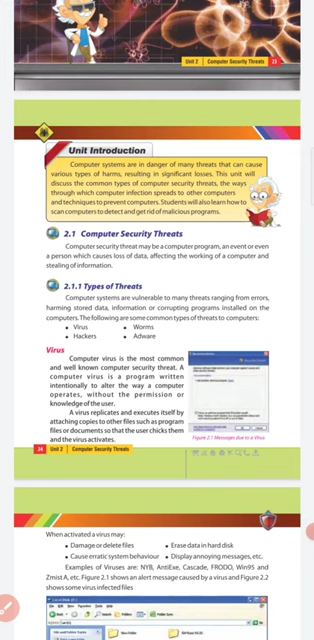 Unit 2 Computer Security Threats 23
Unit Introduction
Computer systems are in danger of many threats that can cause
various types of harms, resulting in significant losses. This unit will
discuss the common types of computer security threats, the ways
through which computer infection spreads to other computers
and techniques to prevent computers. Students will also learn how to
scan computers to detect and get rid of malicious programs.
2.1 Computer Security Threats
Computer security threat may be a computer program, an event or even
a person which causes loss of data, affecting the working of a computer and
stealing of information.
2.1.1 Types of Threats
Computer systems are vulnerable to many threats ranging from errors,
harming stored data, information or corrupting programs installed on the
computers. The following are some common types of threats to computers:
• Virus • Worms
• Hackers • Adware
Virus
Computer virus is the most common
and well known computer security threat. A
computer virus is a program written
intentionally to alter the way a computer
operates, without the permission or
knowledge of the user.
A virus replicates and executes itself by
attaching copies to other files such as program
files or documents so that the user clicks them
and the virus activates.
Figure 2.1 Messages due to a Virus
24 Unit 2 Computer Security Threats
When activated a virus may:
• Damage or delete files • Erase data in hard disk
• Cause erratic system behaviour • Display annoying messages, etc.
Examples of Viruses are: NYB, AntiExe, Cascade, FRODO, Win95 and
Zmist A, etc. Figure 2.1 shows an alert message caused by a virus and Figure 2.2
shows some virus infected files
Search Folders
New Folder